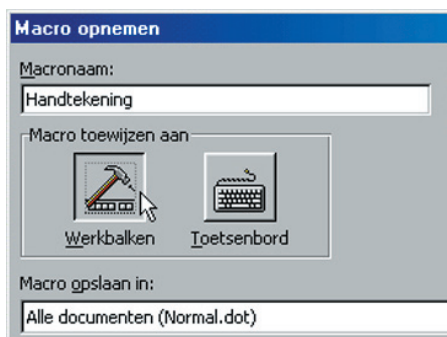 Macro opnemen
Macronaam:
Handtekening
Macro toewijzen aan
Werkbalken Toetsenbord
Macro opslaan in:
Alle documenten (Normal.dot)